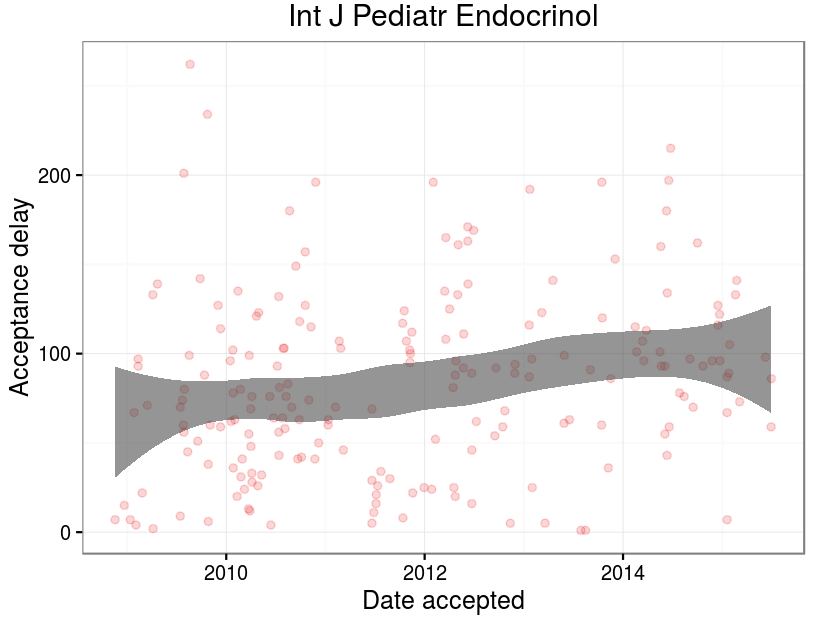 Int J Pediatr Endocrinol
Acceptance delay
200
100
0
2010 2012 2014
Date accepted